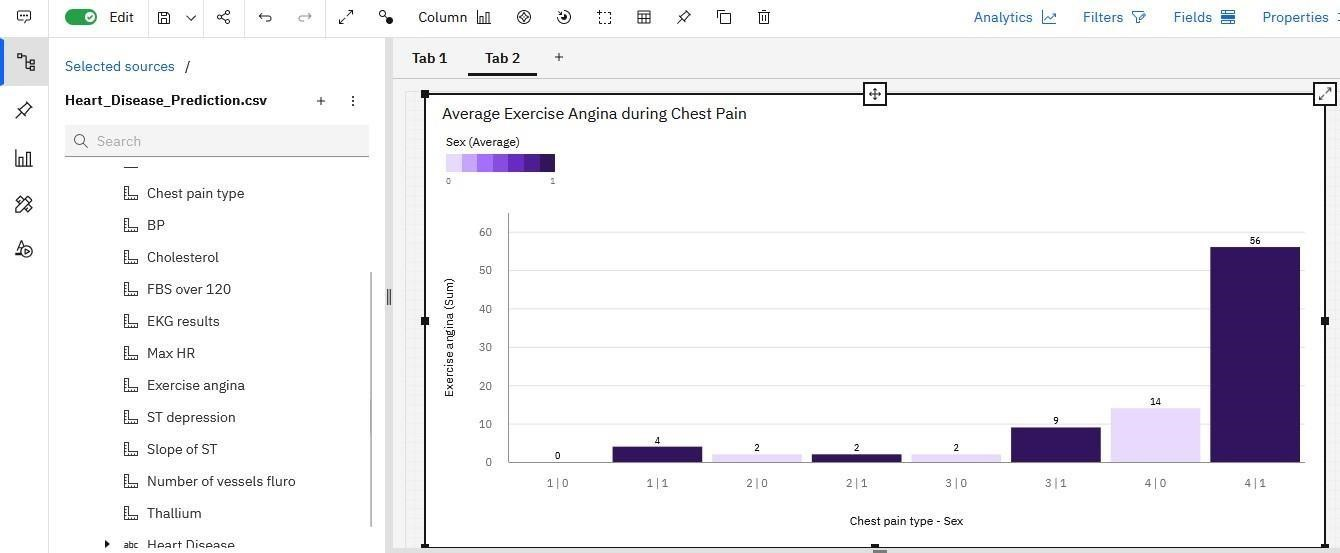 Edit
Column
Analytics
Filters
Fields
Properties
Selected sources /
Heart_Disease_Prediction.csv
Search
Chest pain type
BP
Cholesterol
FBS over 120
EKG results
Max HR
Exercise angina
ST depression
Slope of ST
Number of vessels fluro
Thallium
abc Heart Disease
Tab 1 Tab 2 +
Average Exercise Angina during Chest Pain
Sex (Average)
0 1
Exercise angina (Sum)
60
50
40
30
20
10
0
0 4 2 2 2 9 14 56
1 | 0 1 | 1 2 | 0 2 | 1 3 | 0 3 | 1 4 | 0 4 | 1
Chest pain type - Sex